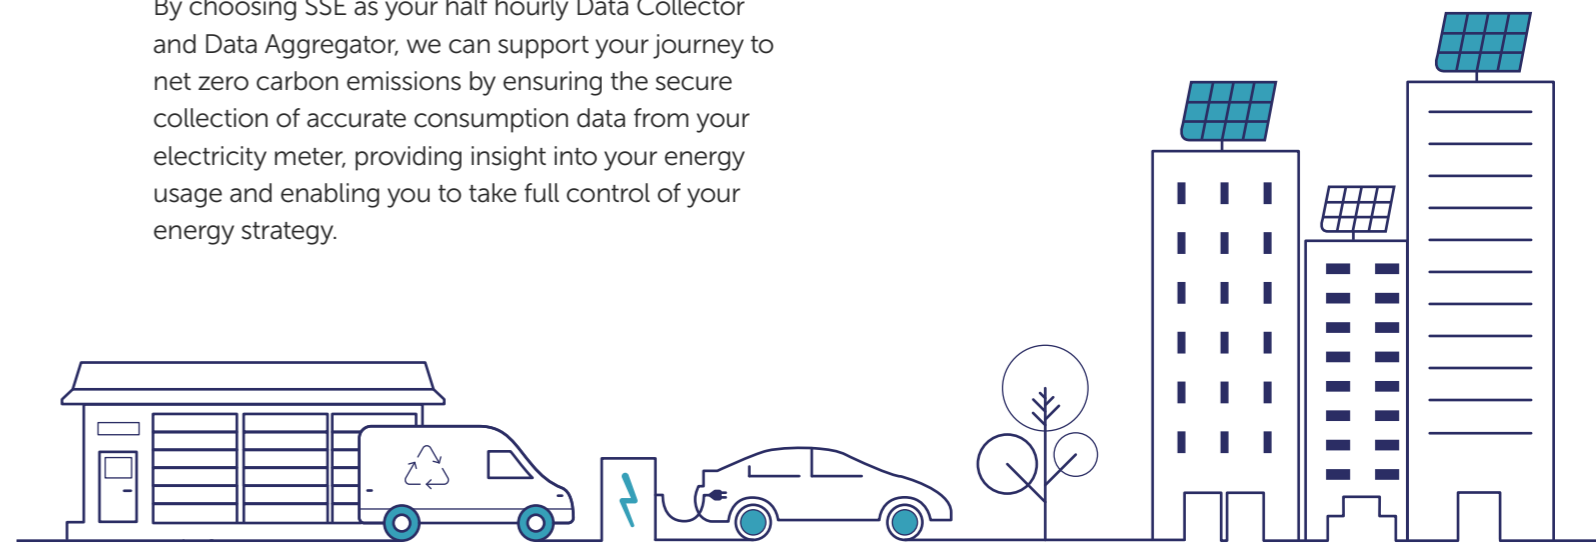 By choosing SSE as your half hourly Data Collector
and Data Aggregator, we can support your journey to
net zero carbon emissions by ensuring the secure
collection of accurate consumption data from your
electricity meter, providing insight into your energy
usage and enabling you to take full control of your
energy strategy.